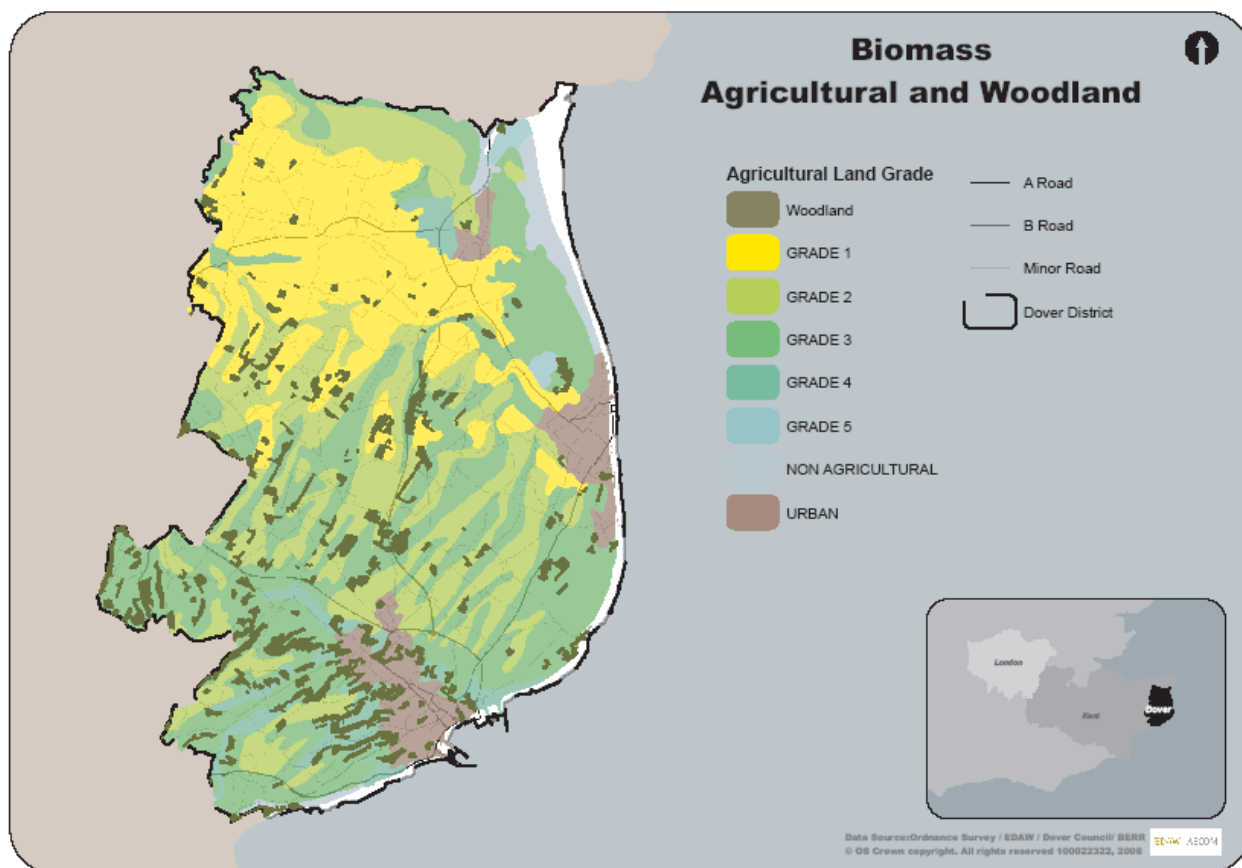 Biomass
Agricultural and Woodland
Agricultural Land Grade
Woodland
GRADE 1
GRADE 2
GRADE 3
GRADE 4
GRADE 5
NON AGRICULTURAL
URBAN
A Road
B Road
Minor Road
Dover District
London
Kent
Dover
Data Source:Ordnance Survey / EDAW / Dover Council/ BERR
© OS Crown copyright. All rights reserved 100022322, 2008
EDAW AECOM